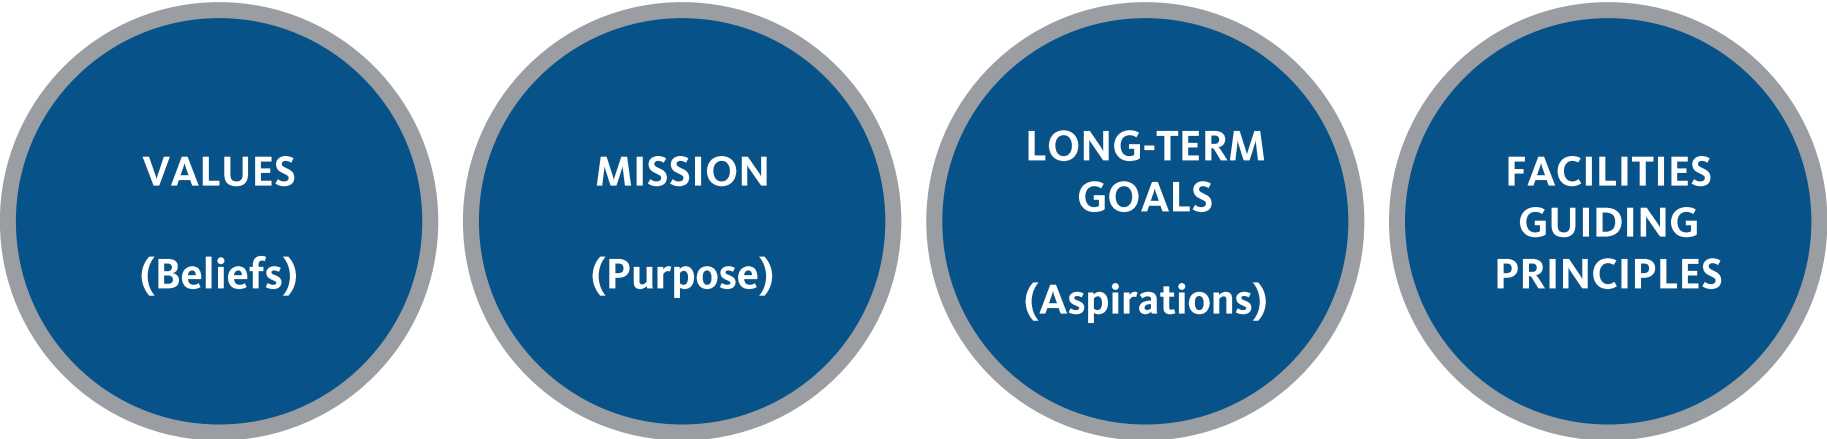 VALUES
(Beliefs)
MISSION
(Purpose)
LONG-TERM
GOALS
(Aspirations)
FACILITIES
GUIDING
PRINCIPLES